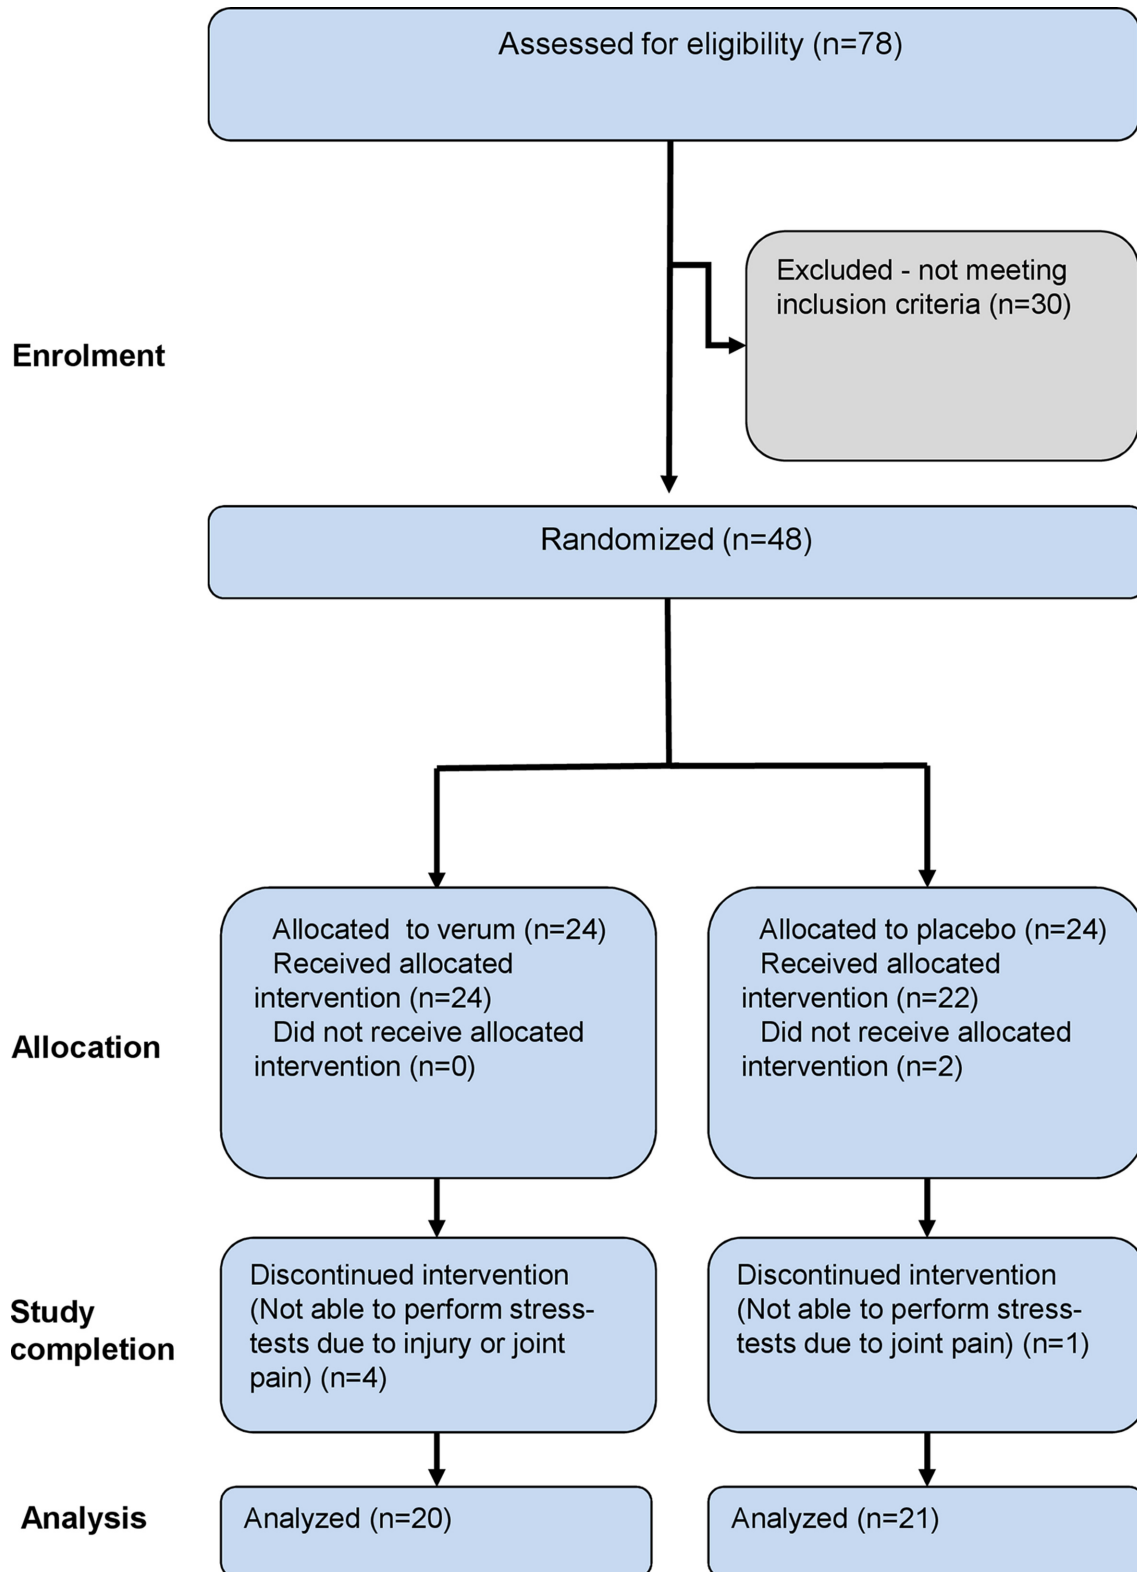 Assessed for eligibility (n=78)
Excluded - not meeting
inclusion criteria (n=30)
Enrolment
Randomized (n=48)
Allocated  to verum (n=24)
Received allocated
intervention (n=24)
Did not receive allocated
intervention (n=0)
Allocated to placebo (n=24)
Received allocated
intervention (n=22)
Did not receive allocated
intervention (n=2)
Allocation
Discontinued intervention
(Not able to perform stress-
tests due to injury or joint
pain) (n=4)
Discontinued intervention
(Not able to perform stress-
tests due to joint pain) (n=1)
Study
completion
Analysis
Analyzed (n=20)
Analyzed (n=21)